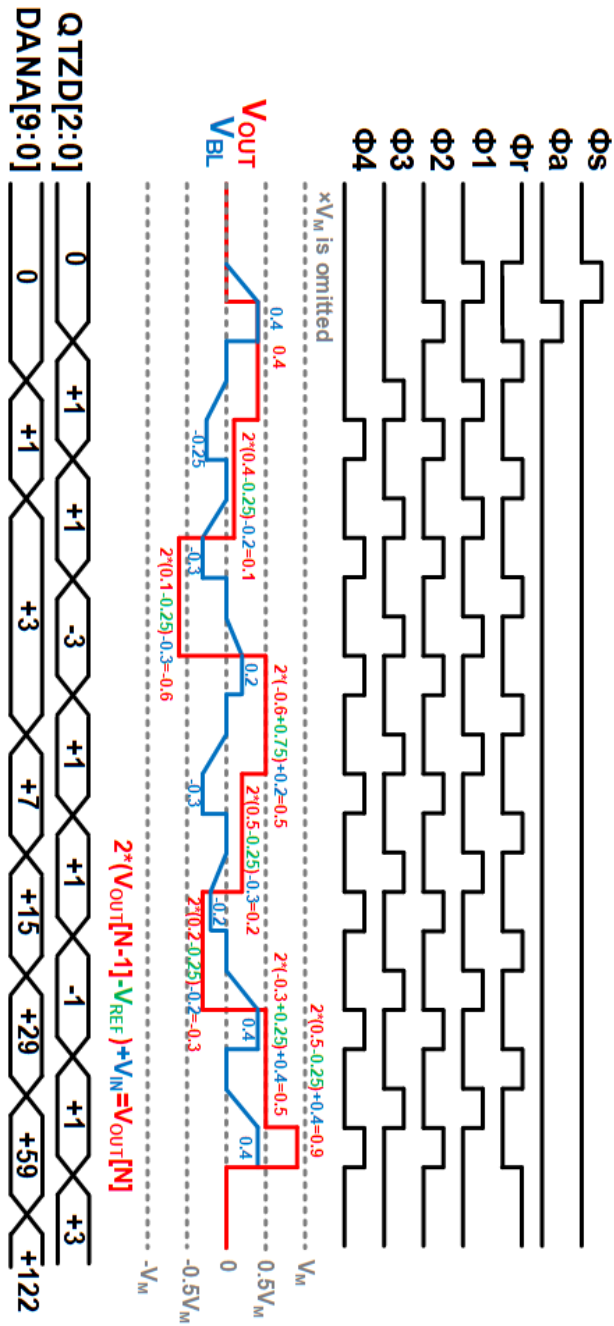 Φs
Φa
Φr
Φ1
Φ2
Φ3
Φ4
×VM is omitted
VM
0.5VM
0
-0.5VM
-VM
VOUT
VBL
0.4
0.4
-0.25
2*(0.4-0.25)-0.2=0.1
-0.3
2*(0.1-0.25)-0.3=-0.6
0.2
2*(-0.6+0.75)+0.2=0.5
-0.3
2*(0.5-0.25)-0.3=0.2
-0.2
2*(0.2-0.25)-0.2=-0.3
0.4
2*(-0.3+0.25)+0.4=0.5
0.4
2*(0.5-0.25)+0.4=0.9
2*(VOUT[N-1]-VREF)+VIN=VOUT[N]
QTZD[2:0] 0 +1 +1 -3 +1 +1 -1 +1 +3
DANA[9:0] 0 +1 +3 +7 +15 +29 +59 +122